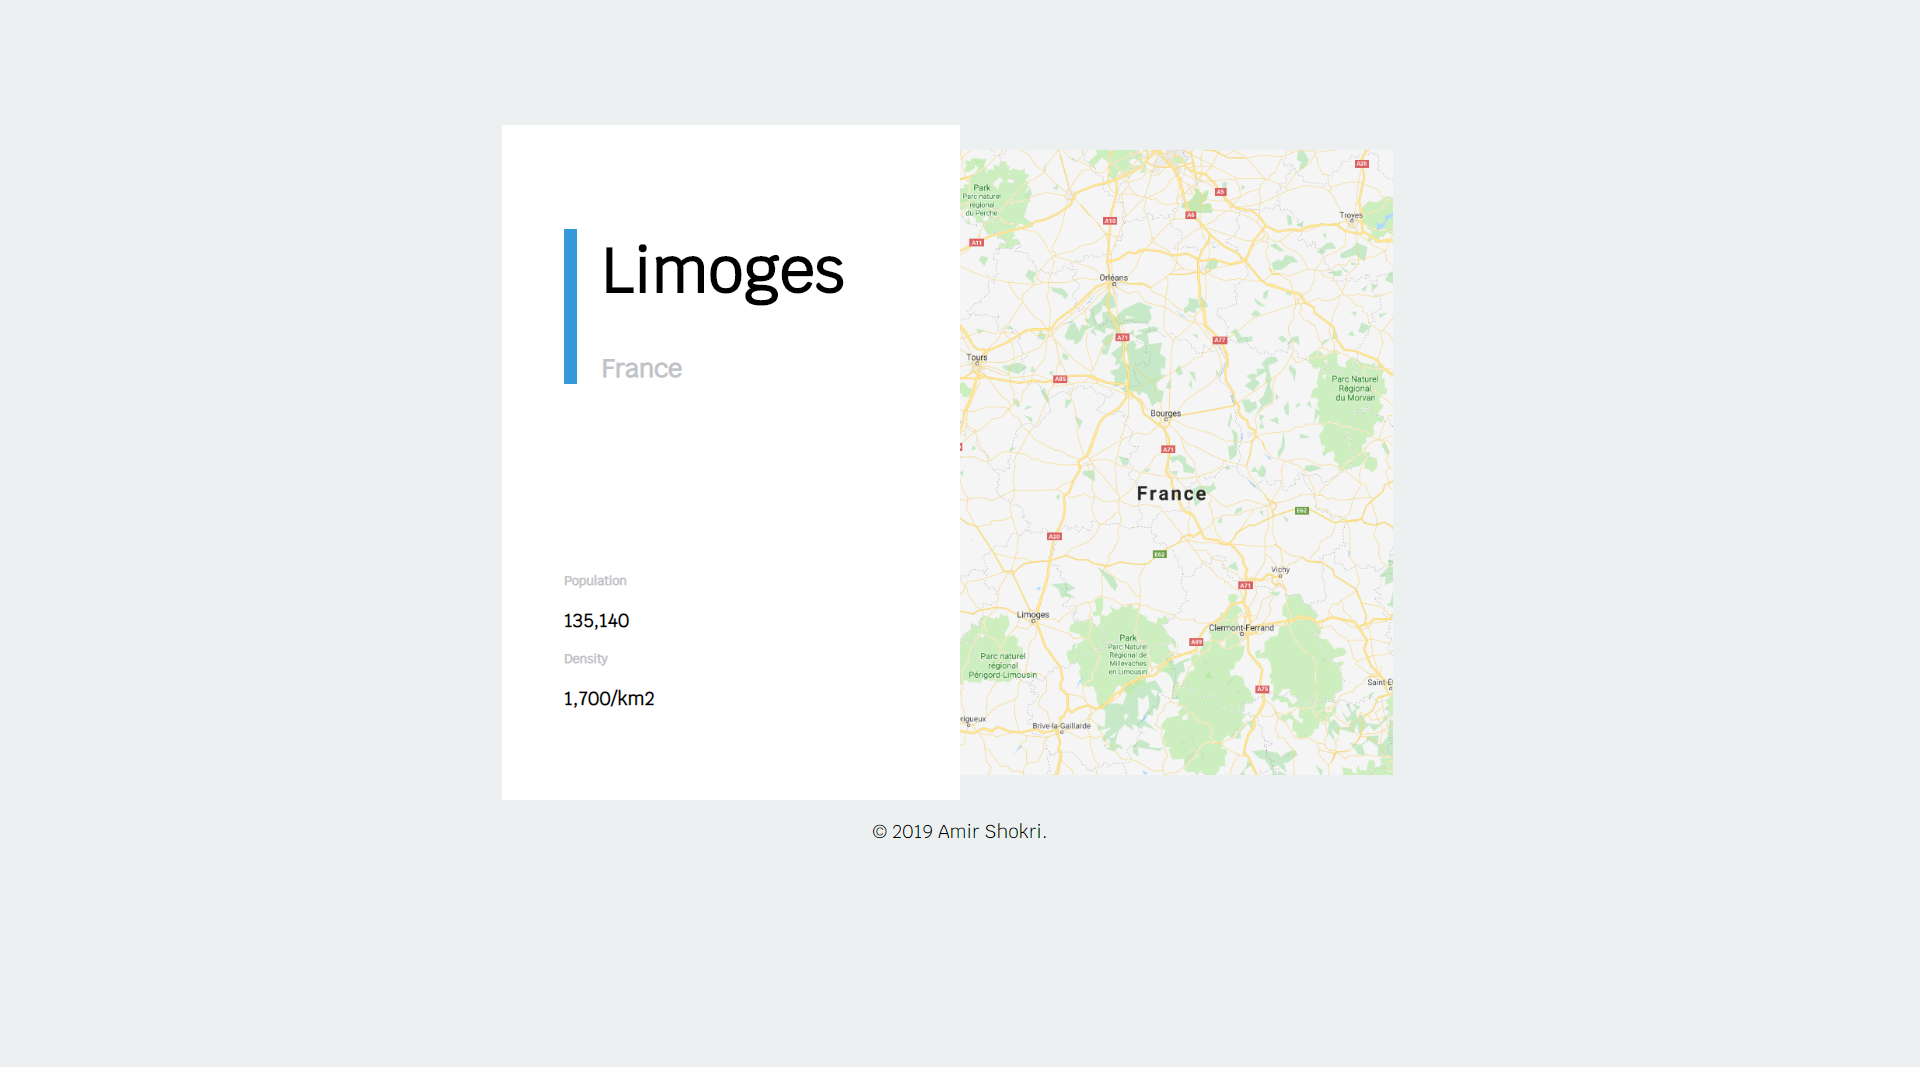 Limoges
France
Population
135,140
Density
1,700/km2
A26
Park
Parc naturel
régional
du Perche
A5
A6
A10
Troyes
A11
Orléans
A71
A77
Tours
A85
Parc Naturel
Régional
du Morvan
Bourges
A71
France
E62
A20
E62
Vichy
A71
Limoges
Clermont-Ferrand
Park
Parc Naturel
Régional de
Millevaches
en Limousin
A89
Parc naturel
régional
Périgord-Limousin
Saint-Ét
A75
rigueux
Brive-la-Gaillarde
© 2019 Amir Shokri.